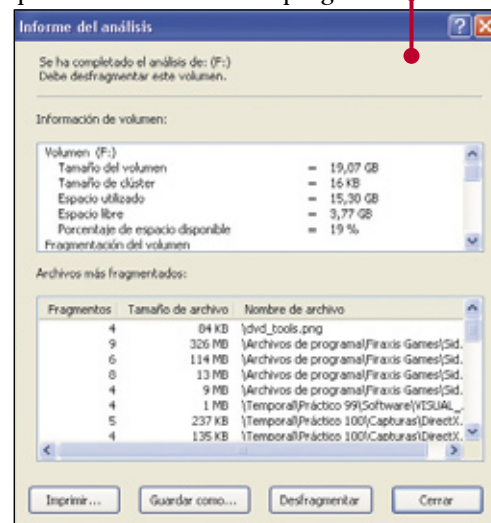 Informe del análisis
Se ha completado el análisis de: (F:)
Debe desfragmentar este volumen.
Información de volumen:
Volumen (F:)
Tamaño del volumen = 19,07 GB
Tamaño de clúster = 16 KB
Espacio utilizado = 15,30 GB
Espacio libre = 3,77 GB
Porcentaje de espacio disponible = 19 %
Fragmentación del volumen
Archivos más fragmentados:
Fragmentos Tamaño de archivo Nombre de archivo
4 84 KB \dvd_tools.png
9 326 MB \Archivos de programa\Firaxis Games\Sid.
6 114 MB \Archivos de programa\Firaxis Games\Sid.
8 13 MB \Archivos de programa\Firaxis Games\Sid.
4 9 MB \Archivos de programa\Firaxis Games\Sid.
4 1 MB \Temporal\Práctico 99\Software\VISUAL_.
5 237 KB \Temporal\Práctico 100\Capturas\DirectX.
4 135 KB \Temporal\Práctico 100\Capturas\DirectX.
Imprimir... Guardar como... Desfragmentar Cerrar